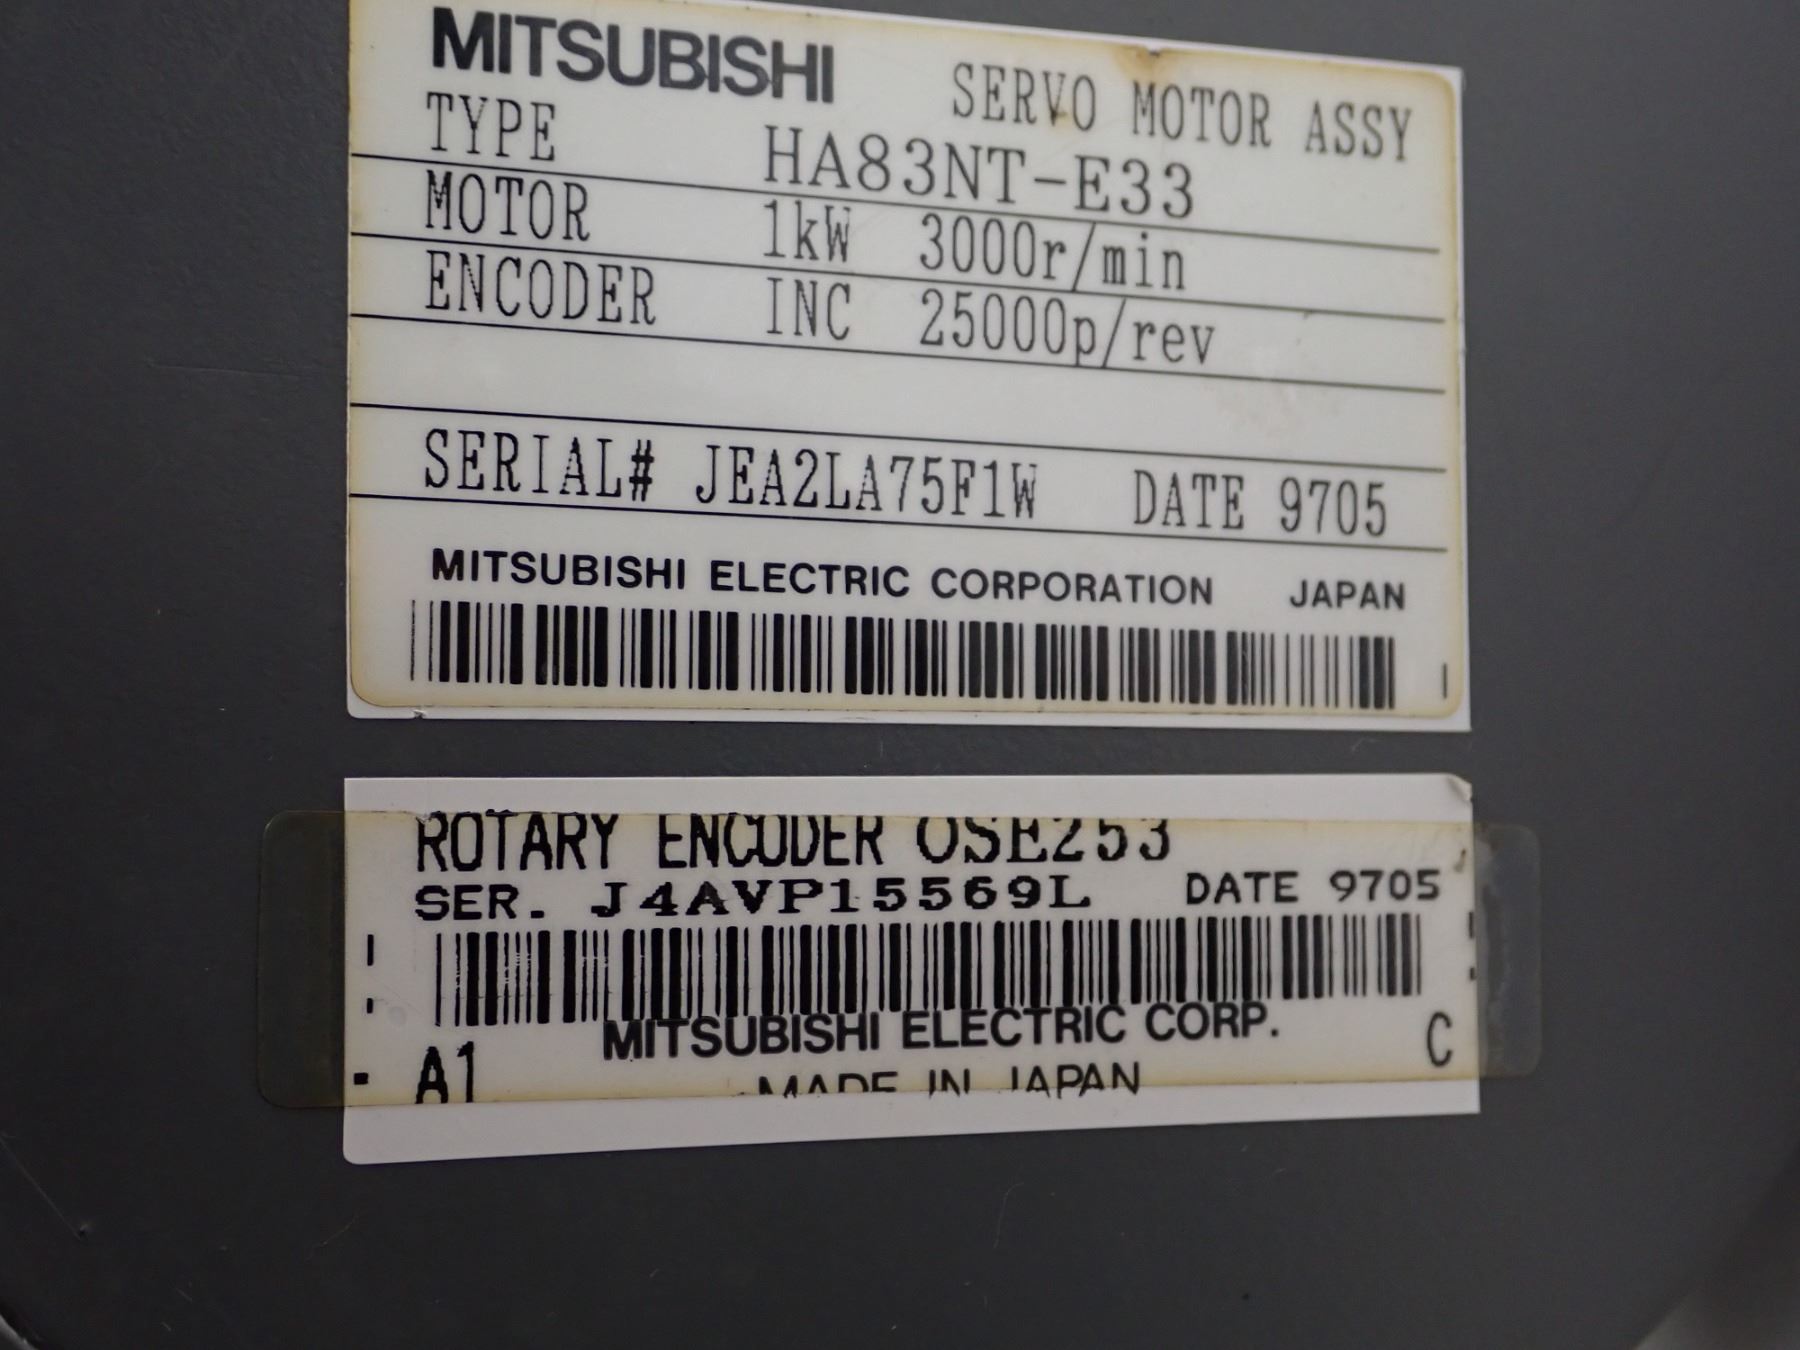 MITSUBISHI SERVO MOTOR ASSY
TYPE HA83NT-E33
MOTOR 1kW 3000r/min
ENCODER INC 25000p/rev
SERIAL# JEA2LA75F1W DATE 9705
MITSUBISHI ELECTRIC CORPORATION JAPAN
ROTARY ENCODER OSE253
SER. J4AVP15569L DATE 9705
MITSUBISHI ELECTRIC CORP.
A1 C
MADE IN JAPAN